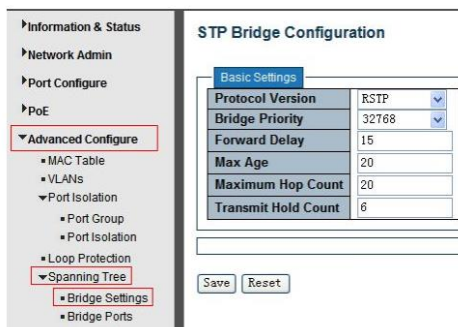 Information & Status
Network Admin
Port Configure
PoE
Advanced Configure
MAC Table
VLANs
Port Isolation
Port Group
Port Isolation
Loop Protection
Spanning Tree
Bridge Settings
Bridge Ports
STP Bridge Configuration
Basic Settings
Protocol Version RSTP
Bridge Priority 32768
Forward Delay 15
Max Age 20
Maximum Hop Count 20
Transmit Hold Count 6
Save Reset